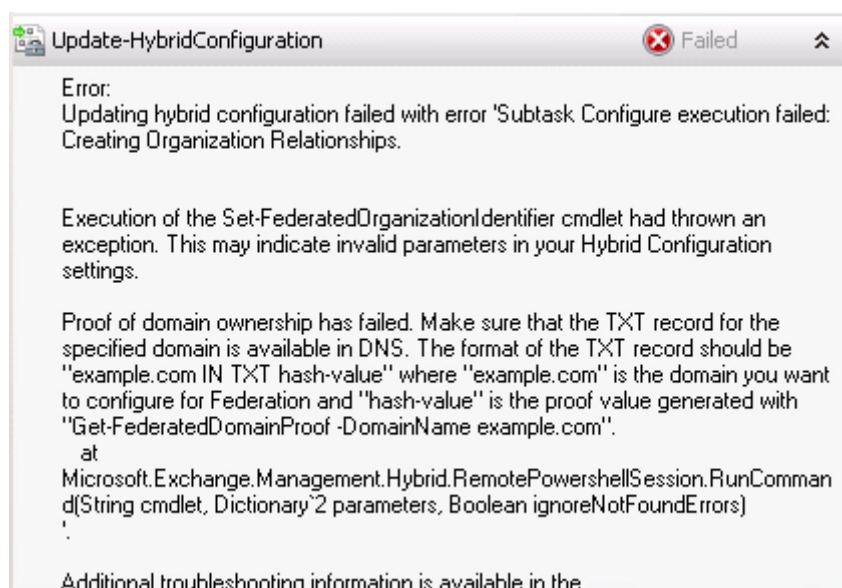 Update-HybridConfiguration
Failed
Error:
Updating hybrid configuration failed with error 'Subtask Configure execution failed:
Creating Organization Relationships.
Execution of the Set-FederatedOrganizationIdentifier cmdlet had thrown an
exception. This may indicate invalid parameters in your Hybrid Configuration
settings.
Proof of domain ownership has failed. Make sure that the TXT record for the
specified domain is available in DNS. The format of the TXT record should be
"example.com IN TXT hash-value" where "example.com" is the domain you want
to configure for Federation and "hash-value" is the proof value generated with
"Get-FederatedDomainProof -DomainName example.com".
at
Microsoft.Exchange.Management.Hybrid.RemotePowershellSession.RunComman
d(String cmdlet, Dictionary`2 parameters, Boolean ignoreNotFoundErrors)
'.
Additional troubleshooting information is available in the